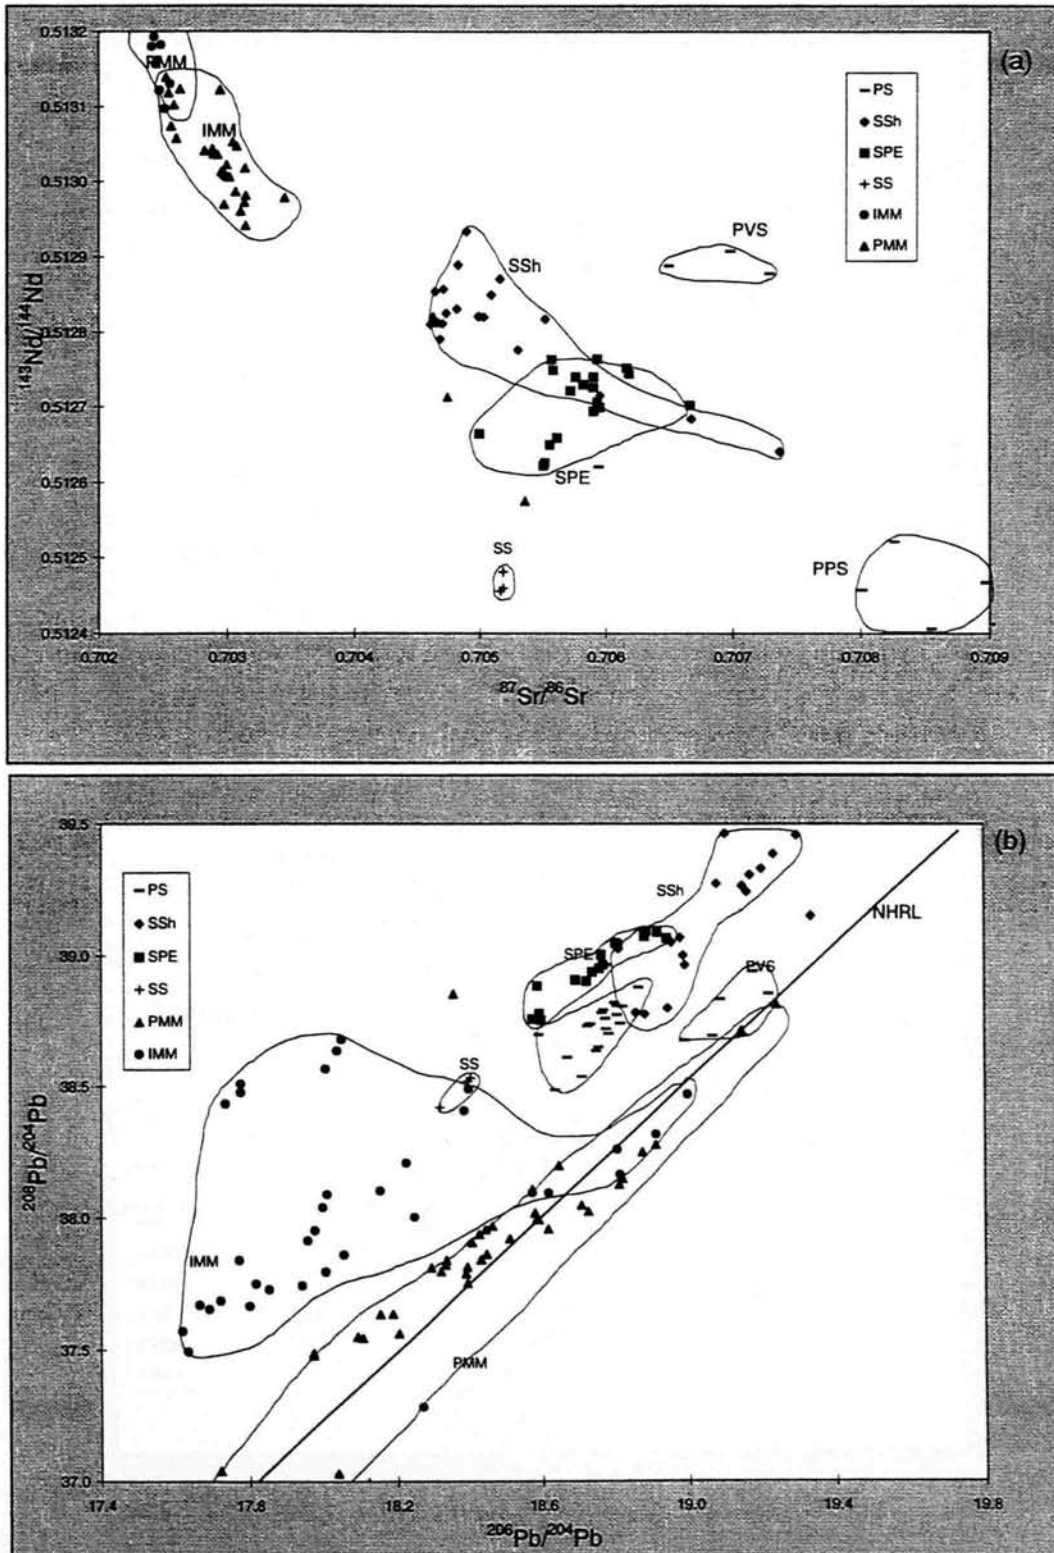 (a)
0.5132
0.5131
0.5130
0.5129
0.5128
0.5127
0.5126
0.5125
0.5124
¹⁴³Nd/¹⁴⁴Nd
PMM
IMM
SSh
PVS
SPE
SS
PPS
PS
SSh
SPE
SS
IMM
PMM
0.702 0.703 0.704 0.705 0.706 0.707 0.708 0.709
⁸⁷Sr/⁸⁶Sr
(b)
39.5
39.0
38.5
38.0
37.5
37.0
²⁰⁸Pb/²⁰⁴Pb
PS
SSh
SPE
SS
PMM
IMM
SSh
NHRL
SPE
PVS
SS
IMM
PMM
17.4 17.8 18.2 18.6 19.0 19.4 19.8
²⁰⁶Pb/²⁰⁴Pb